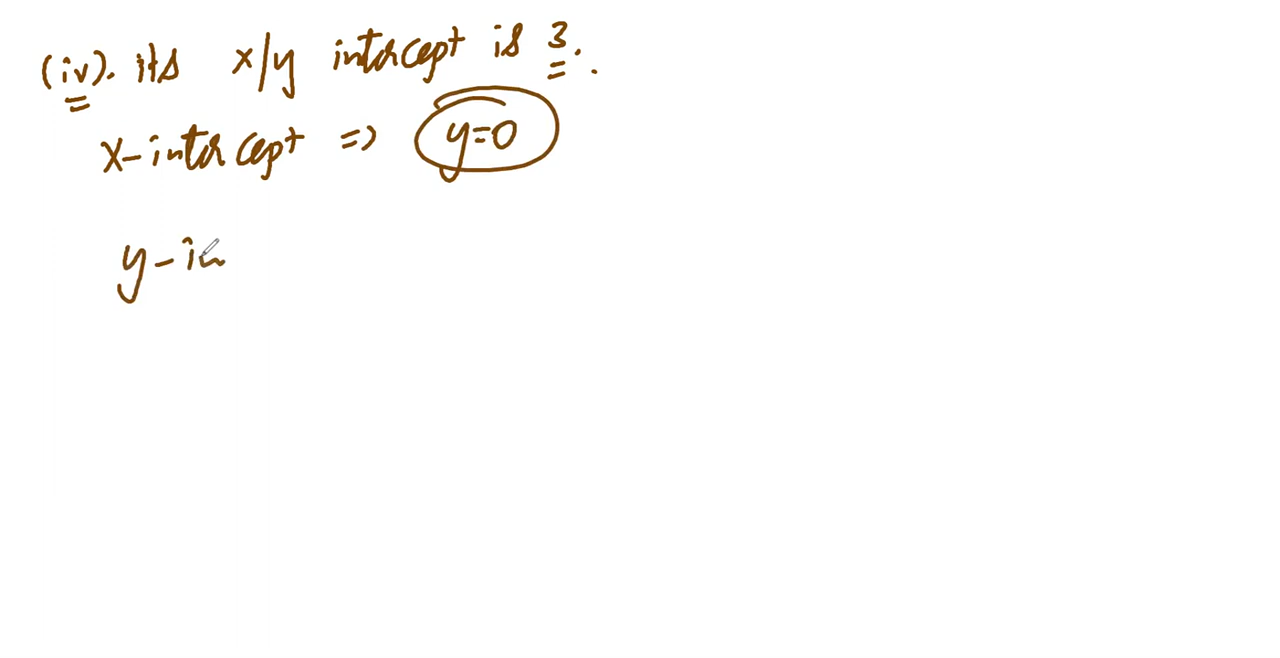 (iv). its x/y intercept is 3.
x-intercept => y=0
y-in